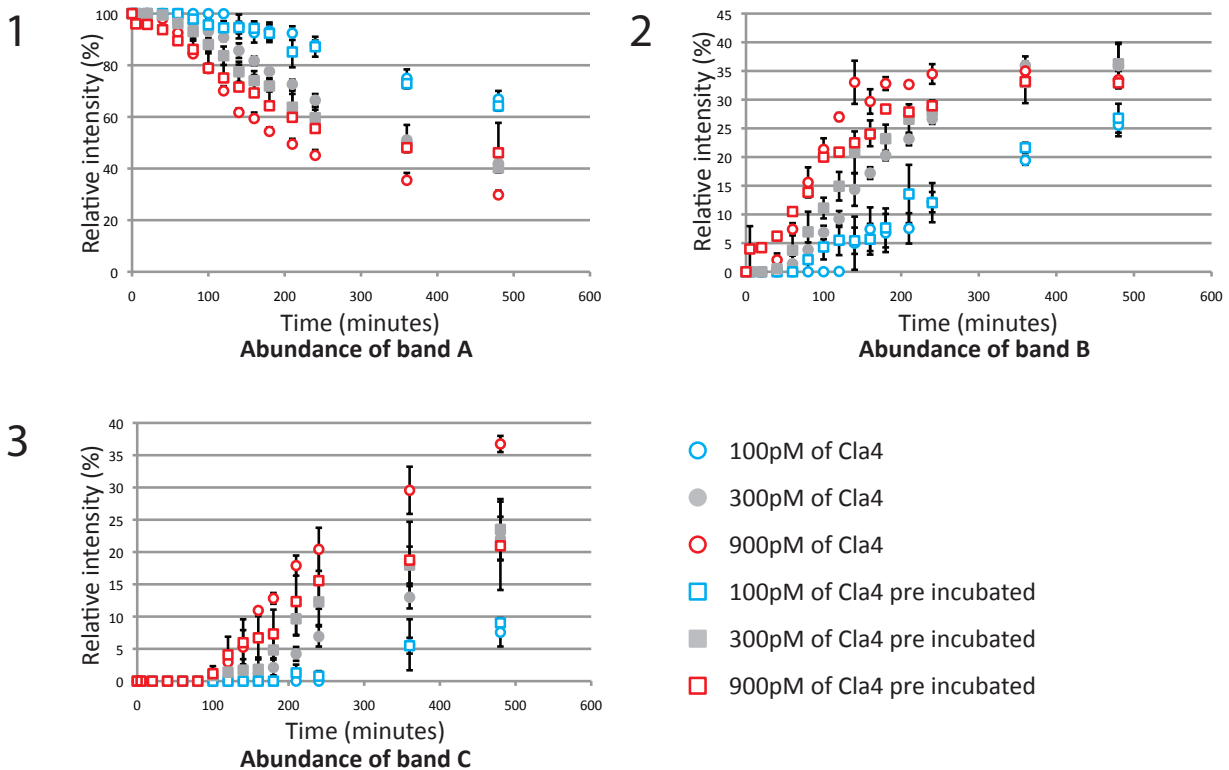 1
Relative intensity (%)
100
80
60
40
20
0
0 100 200 300 400 500 600
Time (minutes)
Abundance of band A
2
Relative intensity (%)
45
40
35
30
25
20
15
10
5
0
0 100 200 300 400 500 600
Time (minutes)
Abundance of band B
3
Relative intensity (%)
40
35
30
25
20
15
10
5
0
0 100 200 300 400 500 600
Time (minutes)
Abundance of band C
100pM of Cla4
300pM of Cla4
900pM of Cla4
100pM of Cla4 pre incubated
300pM of Cla4 pre incubated
900pM of Cla4 pre incubated